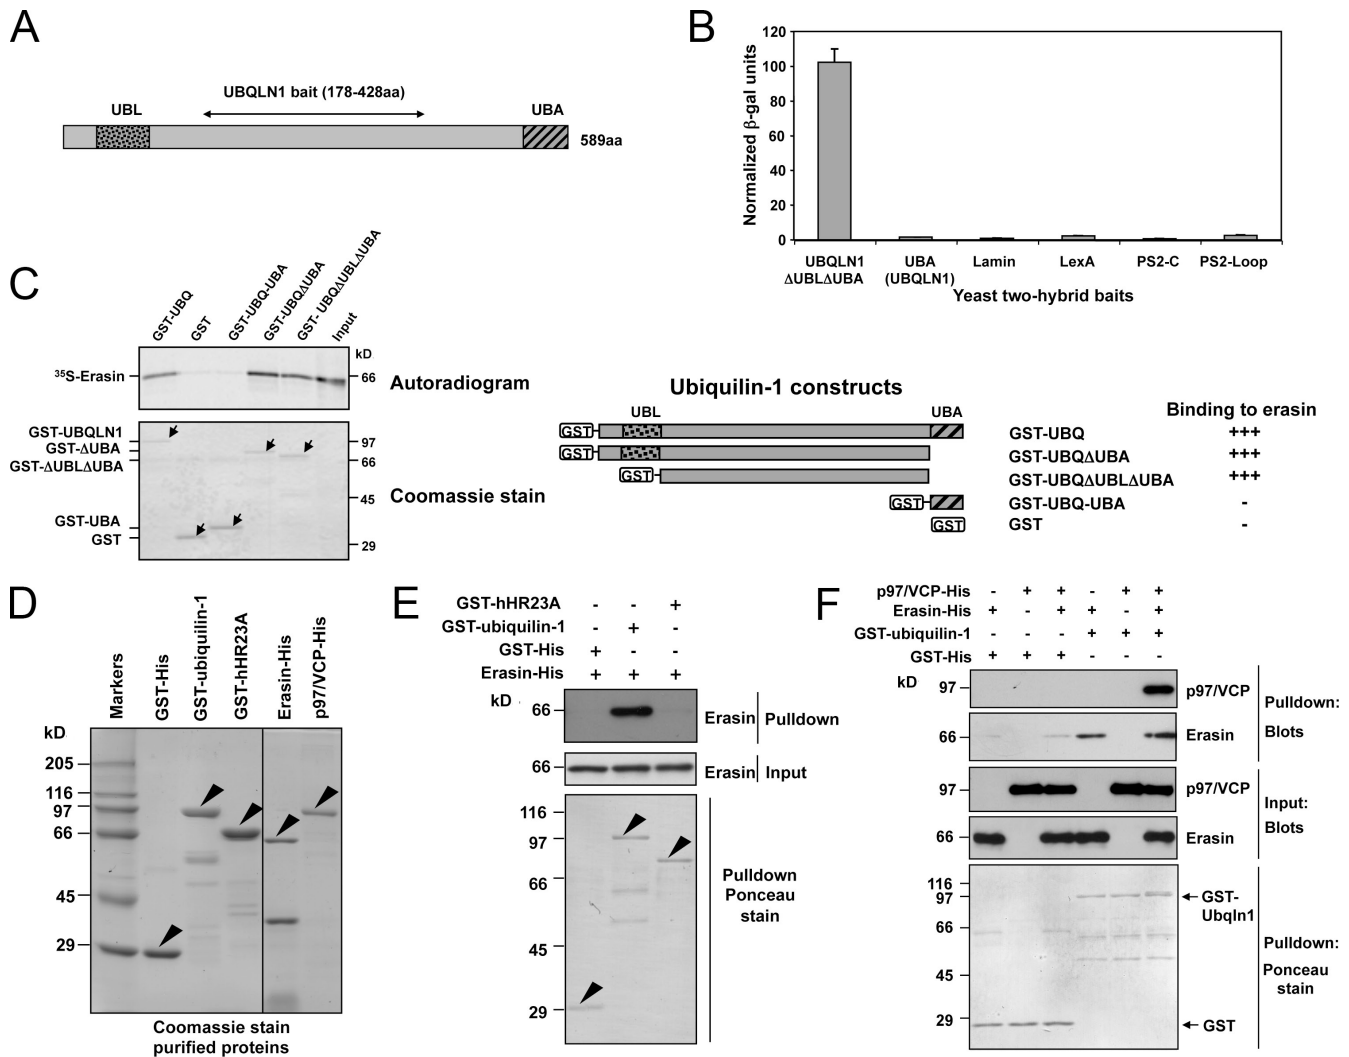 A
UBQLN1 bait (178-428aa)
UBL
UBA
589aa
B
Normalized β-gal units
120
100
80
60
40
20
0
UBQLN1 ΔUBLΔUBA
UBA (UBQLN1)
Lamin
LexA
PS2-C
PS2-Loop
Yeast two-hybrid baits
C
GST-UBQ
GST
GST-UBQ-UBA
GST-UBQΔUBA
GST- UBQΔUBLΔUBA
Input
kD
35S-Erasin
66
Autoradiogram
GST-UBQLN1
GST-ΔUBA
GST-ΔUBLΔUBA
GST-UBA
GST
97
66
45
29
Coomassie stain
Ubiquilin-1 constructs
UBL
UBA
Binding to erasin
GST
GST-UBQ
+++
GST
GST-UBQΔUBA
+++
GST
GST-UBQΔUBLΔUBA
+++
GST
GST-UBQ-UBA
-
GST
GST
-
D
Markers
GST-His
GST-ubiquilin-1
GST-hHR23A
Erasin-His
p97/VCP-His
kD
205
116
97
66
45
29
Coomassie stain
purified proteins
E
GST-hHR23A - - +
GST-ubiquilin-1 - + -
GST-His + - -
Erasin-His + + +
kD
66
Erasin
Pulldown
66
Erasin
Input
116
97
66
45
29
Pulldown
Ponceau
stain
F
p97/VCP-His - + + - + +
Erasin-His + - + + - +
GST-ubiquilin-1 - - - + + +
GST-His + + + - - -
kD
97
p97/VCP
66
Erasin
Pulldown:
Blots
97
p97/VCP
66
Erasin
Input:
Blots
116
97
66
45
29
GST-
Ubqln1
GST
Pulldown:
Ponceau
stain